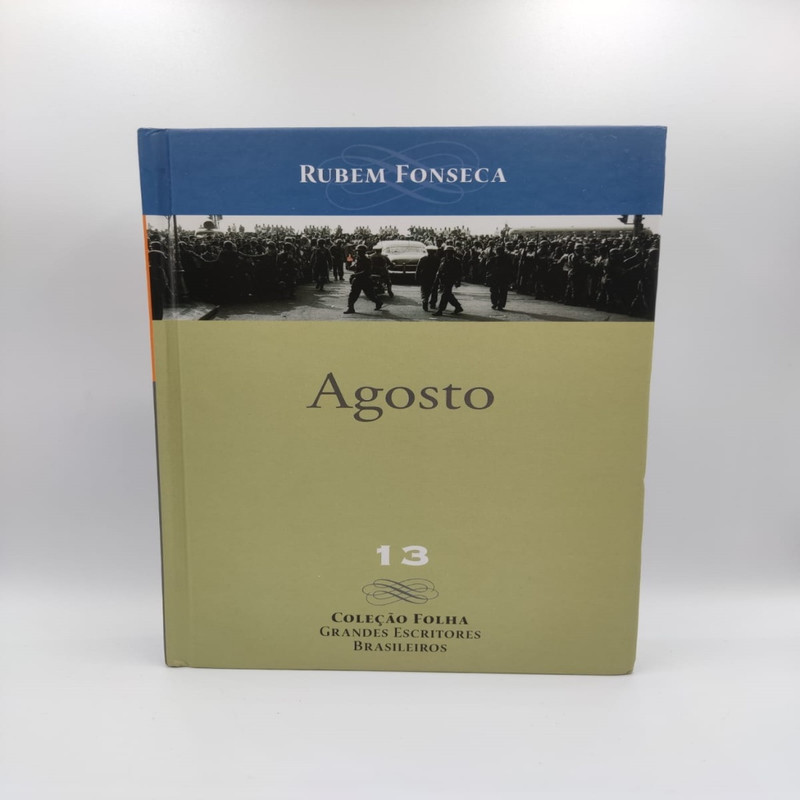 Rubem Fonseca
Agosto
13
Coleção Folha
Grandes Escritores
Brasileiros